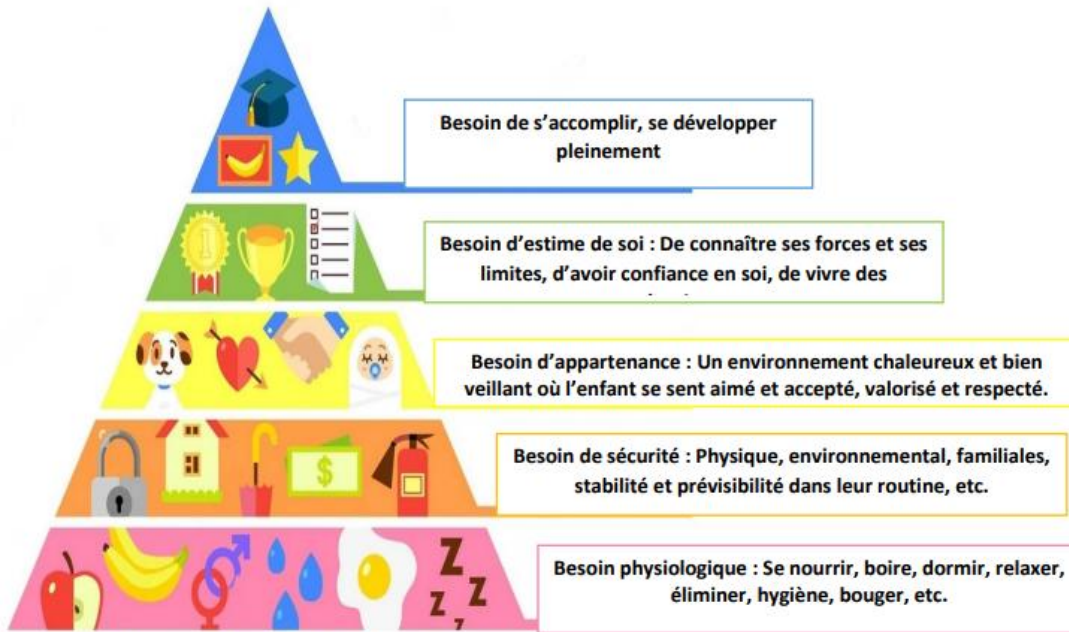 Besoin de s’accomplir, se développer
pleinement
Besoin d’estime de soi : De connaître ses forces et ses
limites, d’avoir confiance en soi, de vivre des
1
Besoin d’appartenance : Un environnement chaleureux et bien
veillant où l’enfant se sent aimé et accepté, valorisé et respecté.
Besoin de sécurité : Physique, environnemental, familiales,
stabilité et prévisibilité dans leur routine, etc.
$
Besoin physiologique : Se nourrir, boire, dormir, relaxer,
éliminer, hygiène, bouger, etc.
Z Z Z Z